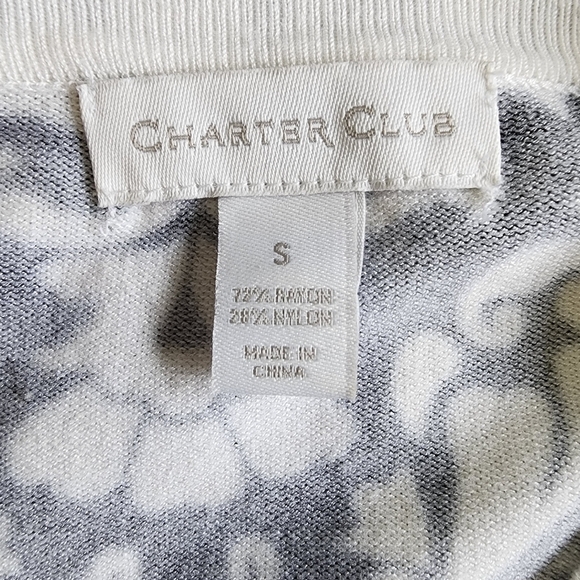 CHARTER CLUB
S
72% RAYON
28% NYLON
MADE IN
CHINA